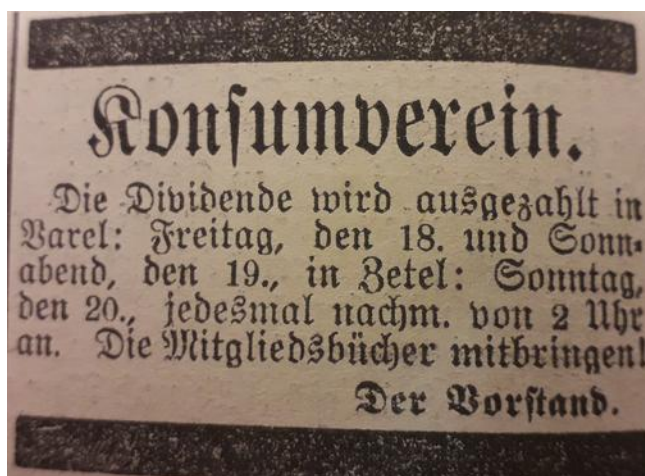 Konſumverein.
Die Dividende wird ausgezahlt in
Varel: Freitag, den 18. und Sonn-
abend, den 19., in Zetel: Sonntag,
den 20., jedesmal nachm. von 2 Uhr
an. Die Mitgliedsbücher mitbringen!
Der Vorſtand.